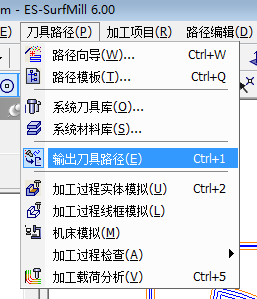 m - ES-SurfMill 6.00
刀具路径(P) 加工项目(R) 路径编辑(D)
路径向导(W)... Ctrl+W
路径模板(T)... Ctrl+Q
系统刀具库(O)...
系统材料库(S)...
输出刀具路径(E) Ctrl+1
加工过程实体模拟(U) Ctrl+2
加工过程线框模拟(L)
机床模拟(M)
加工过程检查(A)
加工载荷分析(V) Ctrl+5